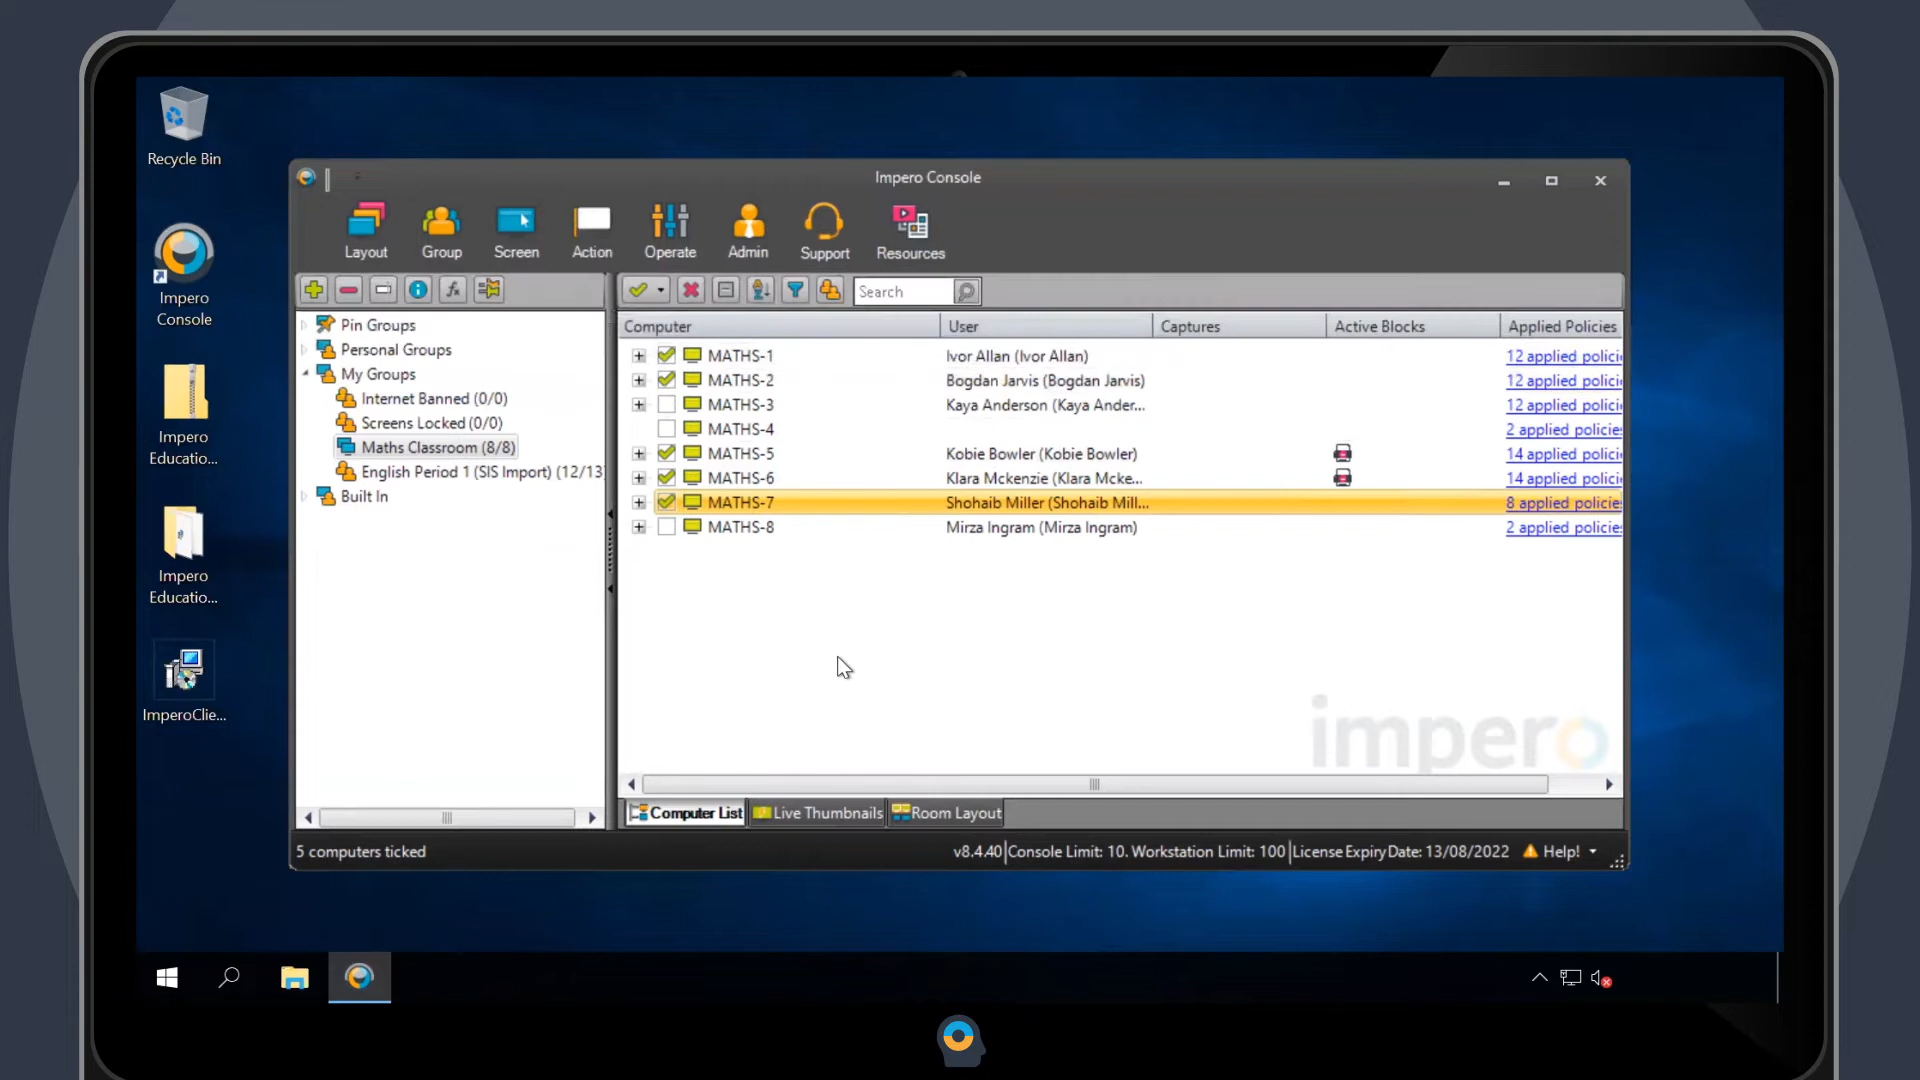 Recycle Bin
Impero
Console
Impero
Educatio...
Impero
Educatio...
ImperoClie...
Impero Console
Layout
Group
Screen
Action
Operate
Admin
Support
Resources
Search
Pin Groups
Personal Groups
My Groups
Internet Banned (0/0)
Screens Locked (0/0)
Maths Classroom (8/8)
English Period 1 (SIS Import) (12/13
Built In
Computer User Captures Active Blocks Applied Policies
MATHS-1 Ivor Allan (Ivor Allan) 12 applied polici
MATHS-2 Bogdan Jarvis (Bogdan Jarvis) 12 applied polici
MATHS-3 Kaya Anderson (Kaya Ander... 12 applied polici
MATHS-4 2 applied policies
MATHS-5 Kobie Bowler (Kobie Bowler) 14 applied polici
MATHS-6 Klara Mckenzie (Klara Mcke... 14 applied polici
MATHS-7 Shohaib Miller (Shohaib Mill... 8 applied policies
MATHS-8 Mirza Ingram (Mirza Ingram) 2 applied policies
impero
Computer List
Live Thumbnails
Room Layout
5 computers ticked
v8.4.40 Console Limit: 10. Workstation Limit: 100 License Expiry Date: 13/08/2022 Help!